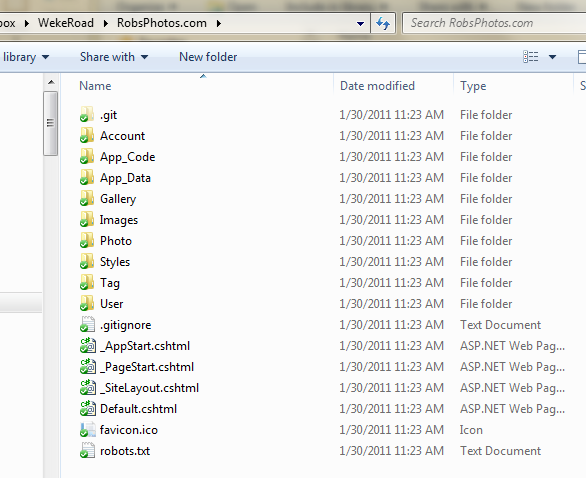 box ▸ WekeRoad ▸ RobsPhotos.com ▸ Search RobsPhotos.com
library Share with New folder
Name Date modified Type S
.git 1/30/2011 11:23 AM File folder
Account 1/30/2011 11:23 AM File folder
App_Code 1/30/2011 11:23 AM File folder
App_Data 1/30/2011 11:23 AM File folder
Gallery 1/30/2011 11:23 AM File folder
Images 1/30/2011 11:23 AM File folder
Photo 1/30/2011 11:23 AM File folder
Styles 1/30/2011 11:23 AM File folder
Tag 1/30/2011 11:23 AM File folder
User 1/30/2011 11:23 AM File folder
.gitignore 1/30/2011 11:23 AM Text Document
_AppStart.cshtml 1/30/2011 11:23 AM ASP.NET Web Pag...
_PageStart.cshtml 1/30/2011 11:23 AM ASP.NET Web Pag...
_SiteLayout.cshtml 1/30/2011 11:23 AM ASP.NET Web Pag...
Default.cshtml 1/30/2011 11:23 AM ASP.NET Web Pag...
favicon.ico 1/30/2011 11:23 AM Icon
robots.txt 1/30/2011 11:23 AM Text Document